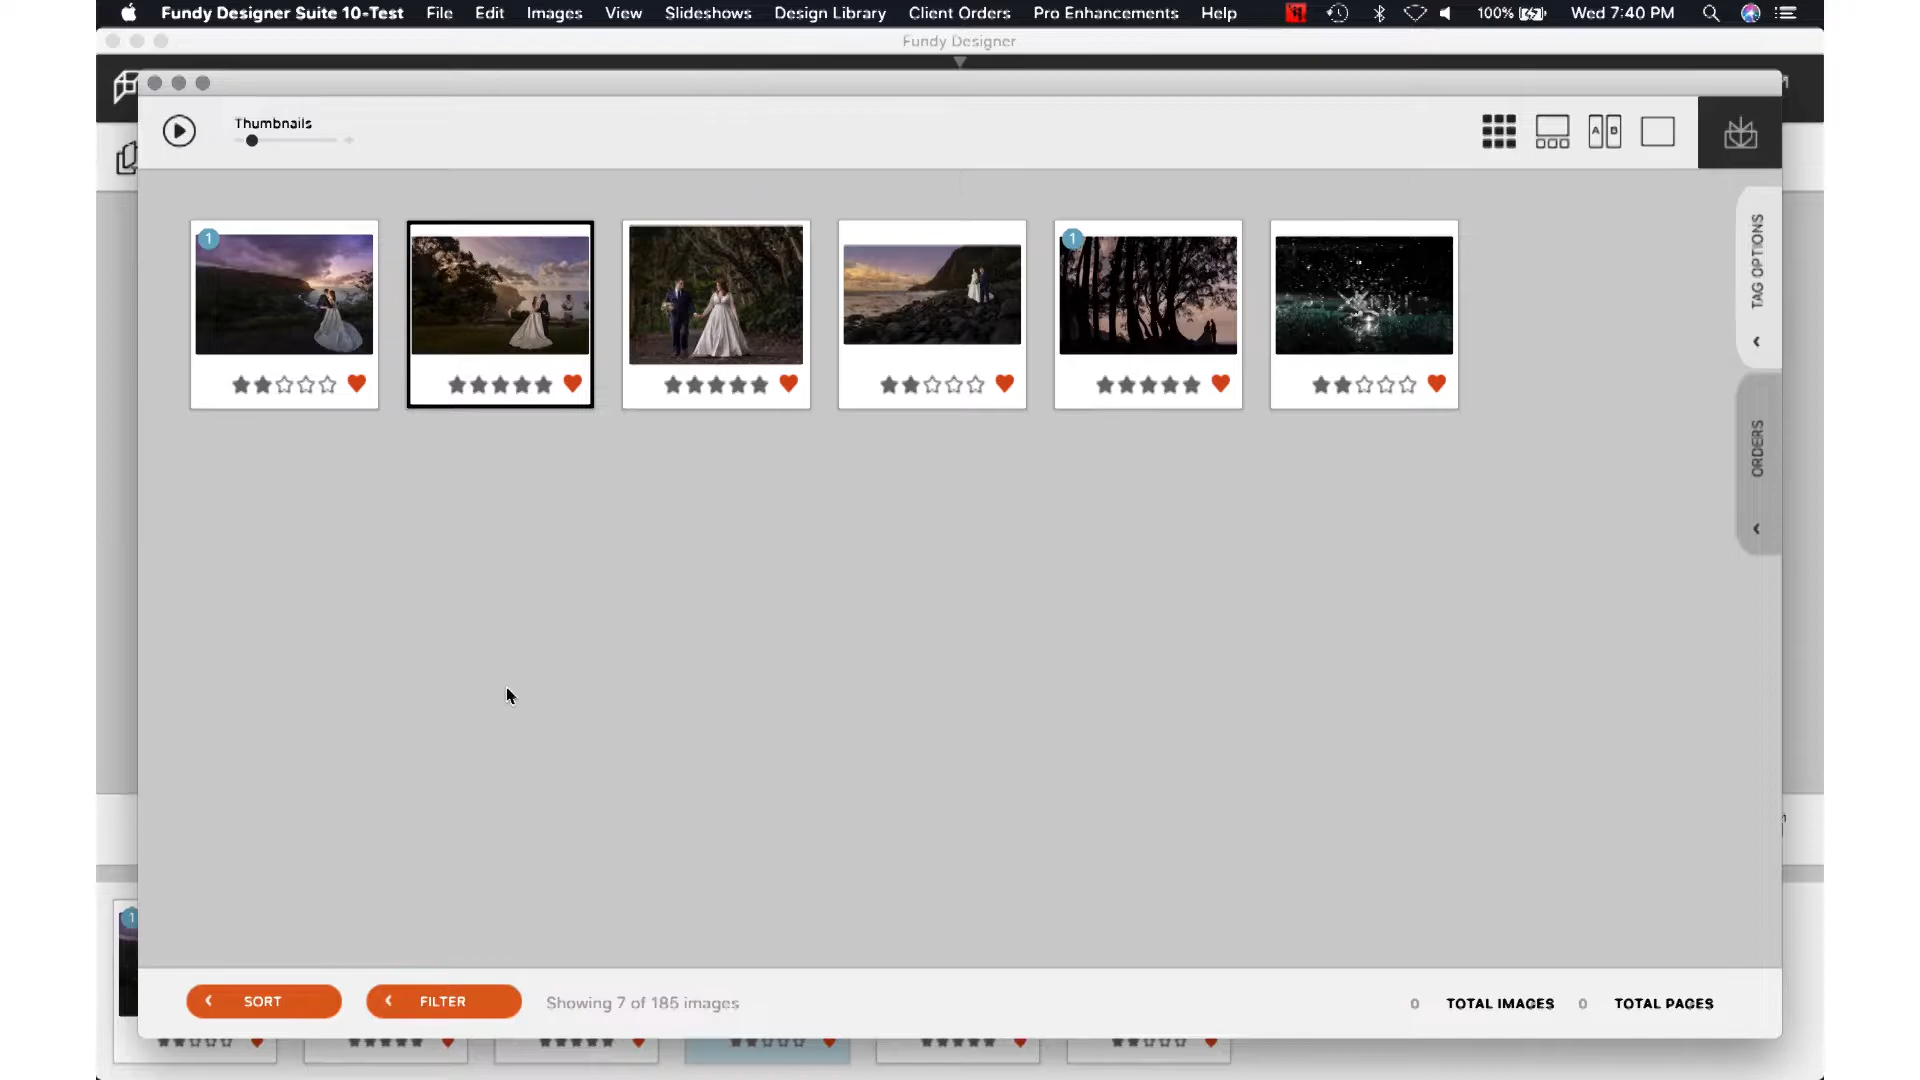 Fundy Designer Suite 10-Test File Edit Images View Slideshows Design Library Client Orders Pro Enhancements Help 100% Wed 7:40 PM
Fundy Designer
Thumbnails
A B
1
1
TAG OPTIONS
ORDERS
SORT FILTER Showing 7 of 185 images 0 TOTAL IMAGES 0 TOTAL PAGES
1